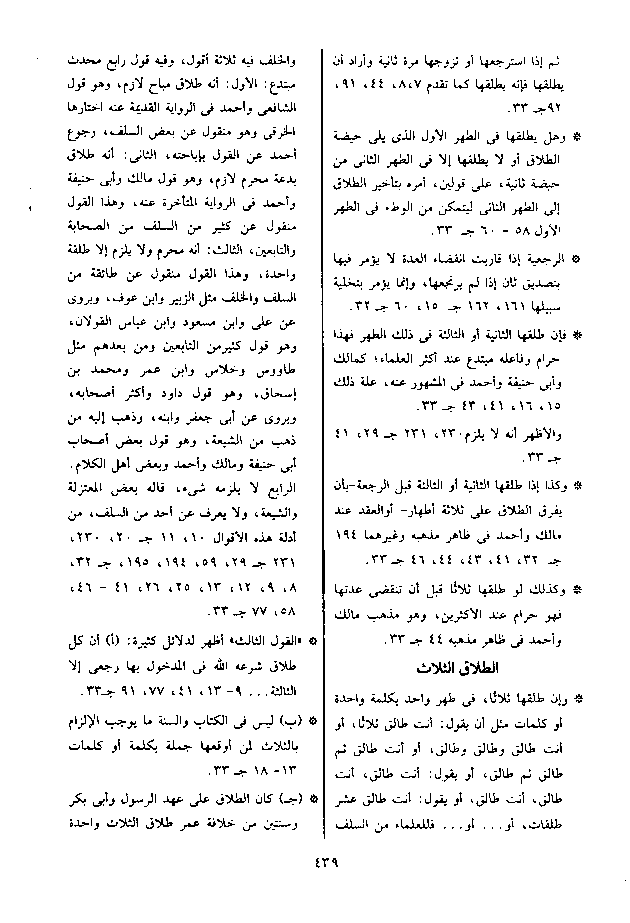 ثم إذا استرجعها أو تزوجها مرة ثانية وأراد أن
يطلقها فإنه يطلقها كما تقدم ٧، ٨، ٤٤، ٩١،
٩٢ جـ ٣٣.
* وهل يطلقها فى الطهر الأول الذى يلى حيضة
الطلاق أو لا يطلقها إلا فى الطهر الثانى من
حيضة ثانية، على قولين، أمره بتأخير الطلاق
إلى الطهر الثانى ليتمكن من الوطء فى الطهر
الأول ٥٨ - ٦٠ جـ ٣٣.
* الرجعية إذا قاربت انقضاء العدة لا يؤمر فيها
بتصديق ثان إذا لم يرتجعها، وإنما يؤمر بتخلية
سبيلها ١٦١، ١٦٢ جـ ١٥، ٦٠ جـ ٣٢.
* فإن طلقها الثانية أو الثالثة فى ذلك الطهر فهذا
حرام وفاعله مبتدع عند أكثر العلماء؛ كمالك
وأبى حنيفة وأحمد فى المشهور عنه، علة ذلك
١٥، ١٦، ٤١، ٤٣ جـ ٣٣.
والأظهر أنه لا يلزم ٢٣٠، ٢٣١ جـ ٢٩، ٤١
جـ ٣٣.
* وكذا إذا طلقها الثانية أو الثالثة قبل الرجعة -بأن
يفرق الطلاق على ثلاثة أطهار- أو العقد عند
مالك وأحمد فى ظاهر مذهبه وغيرهما ١٩٤
جـ ٣٢، ٤١، ٤٣، ٤٤، ٤٦ جـ ٣٣.
* وكذلك لو طلقها ثلاثًا قبل أن تنقضى عدتها
فهو حرام عند الأكثرين، وهو مذهب مالك
وأحمد فى ظاهر مذهبه ٤٤ جـ ٣٣.
الطلاق الثلاث
* وإن طلقها ثلاثًا، فى طهر واحد بكلمة واحدة
أو كلمات مثل أن يقول: أنت طالق ثلاثًا، أو
أنت طالق وطالق وطالق، أو أنت طالق ثم
طالق ثم طالق، أو يقول: أنت طالق، أنت
طالق، أنت طالق، أو يقول: أنت طالق عشر
طلقات، أو... أو... فللعلماء من السلف
والخلف فيه ثلاثة أقول، وفيه قول رابع محدث
مبتدع: الأول: أنه طلاق مباح لازم، وهو قول
الشافعى وأحمد فى الرواية القديمة عنه اختارها
الخرقى وهو منقول عن بعض السلف، رجوع
أحمد عن القول بإباحته، الثانى: أنه طلاق
بدعة محرم لازم، وهو قول مالك وأبى حنيفة
وأحمد فى الرواية المتأخرة عنه، وهذا القول
منقول عن كثير من السلف من الصحابة
والتابعين، الثالث: أنه محرم ولا يلزم إلا طلقة
واحدة، وهذا القول منقول عن طائفة من
السلف والخلف مثل الزبير وابن عوف، ويروى
عن على وابن مسعود وابن عباس القولان،
وهو قول كثير من التابعين ومن بعدهم مثل
طاووس وخلاس وابن عمر ومحمد بن
إسحاق، وهو قول داود وأكثر أصحابه،
ويروى عن أبى جعفر وابنه، وذهب إليه من
ذهب من الشيعة، وهو قول بعض أصحاب
أبى حنيفة ومالك وأحمد وبعض أهل الكلام.
الرابع لا يلزمه شىء، قاله بعض المعتزلة
والشيعة، ولا يعرف عن أحد من السلف، من
أدلة هذه الأقوال ١٠، ١١ جـ ٢٠، ٢٣٠،
٢٣١ جـ ٢٩، ٥٩، ١٩٤، ١٩٥، جـ ٣٢،
٨، ٩، ١٢، ١٣، ٢٥، ٢٦، ٤١ - ٤٦،
٥٨، ٧٧ جـ ٣٣.
* «القول الثالث» أظهر لدلائل كثيرة: (أ) أن كل
طلاق شرعه الله فى المدخول بها رجعى إلا
الثالثة... ٩- ١٣، ٤١، ٧٧، ٩١ جـ٣٣.
* (ب) ليس فى الكتاب والسنة ما يوجب الإلزام
بالثلاث لمن أوقعها جملة بكلمة أو كلمات
١٣- ١٨ جـ ٣٣.
* (جـ) كان الطلاق على عهد الرسول وأبى بكر
وسنتين من خلافة عمر طلاق الثلاث واحدة
٤٣٩